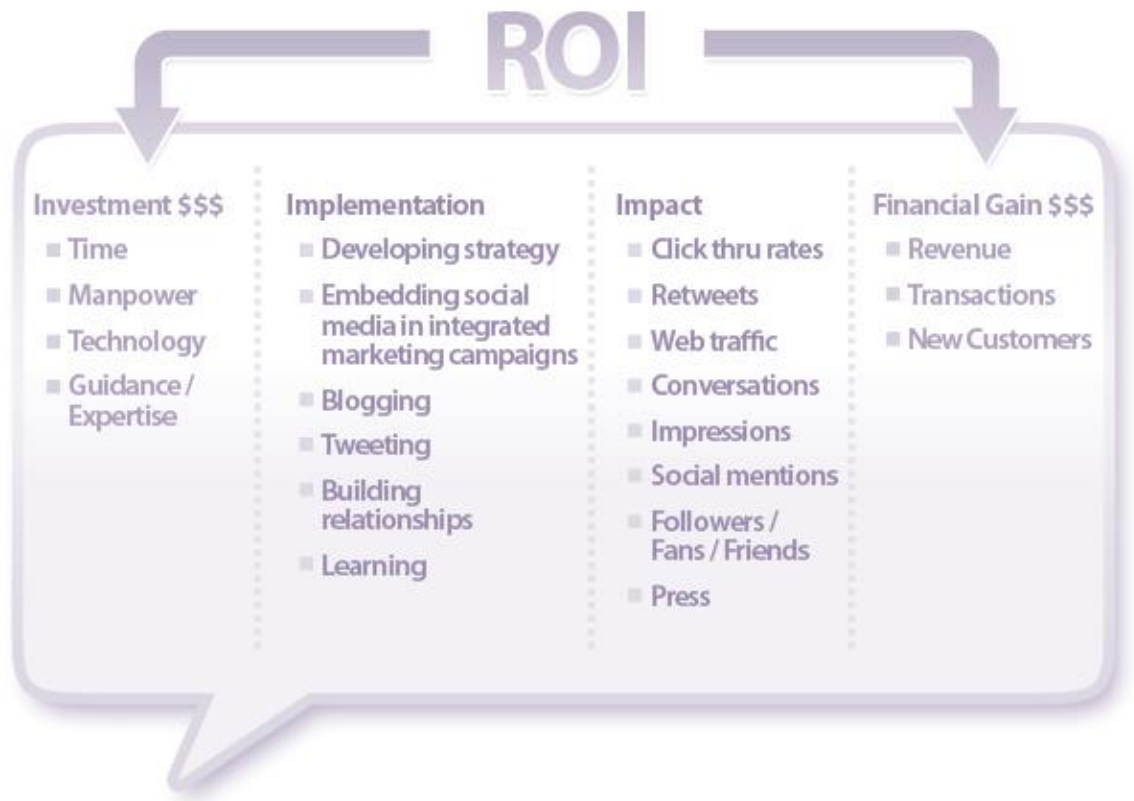 ROI
Investment $$$
Time
Manpower
Technology
Guidance /
Expertise
Implementation
Developing strategy
Embedding social
media in integrated
marketing campaigns
Blogging
Tweeting
Building
relationships
Learning
Impact
Click thru rates
Retweets
Web traffic
Conversations
Impressions
Social mentions
Followers /
Fans / Friends
Press
Financial Gain $$$
Revenue
Transactions
New Customers